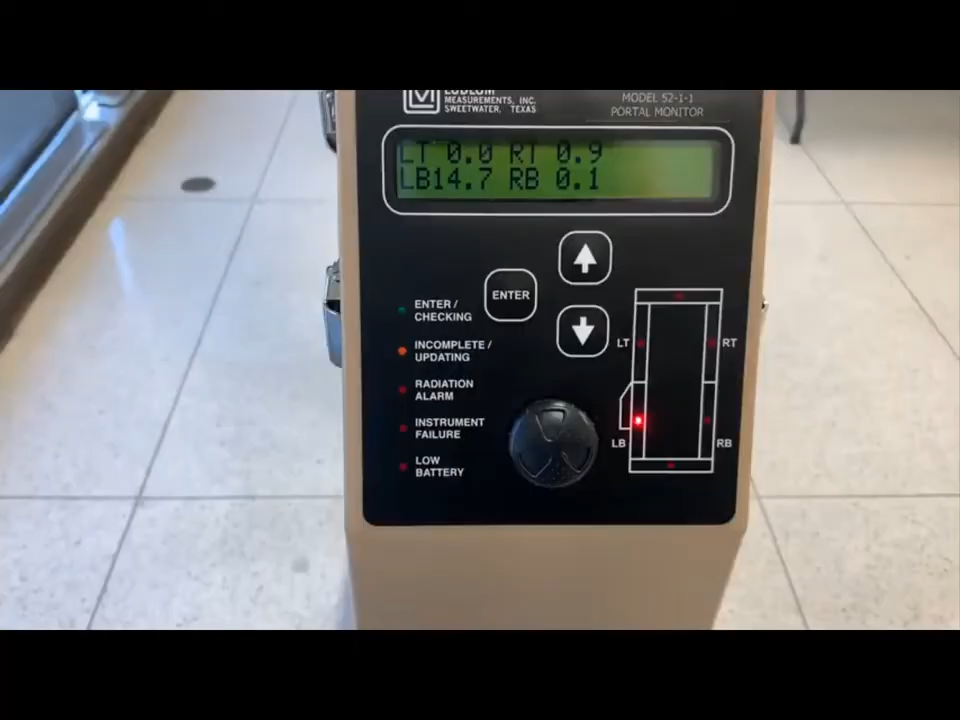 LUDLUM
MEASUREMENTS, INC.
SWEETWATER, TEXAS
MODEL 52-1-1
PORTAL MONITOR
LT 0.0 RT 0.9
LB14.7 RB 0.1
ENTER
ENTER /
CHECKING
INCOMPLETE /
UPDATING
RADIATION
ALARM
INSTRUMENT
FAILURE
LOW
BATTERY
LT
RT
LB
RB